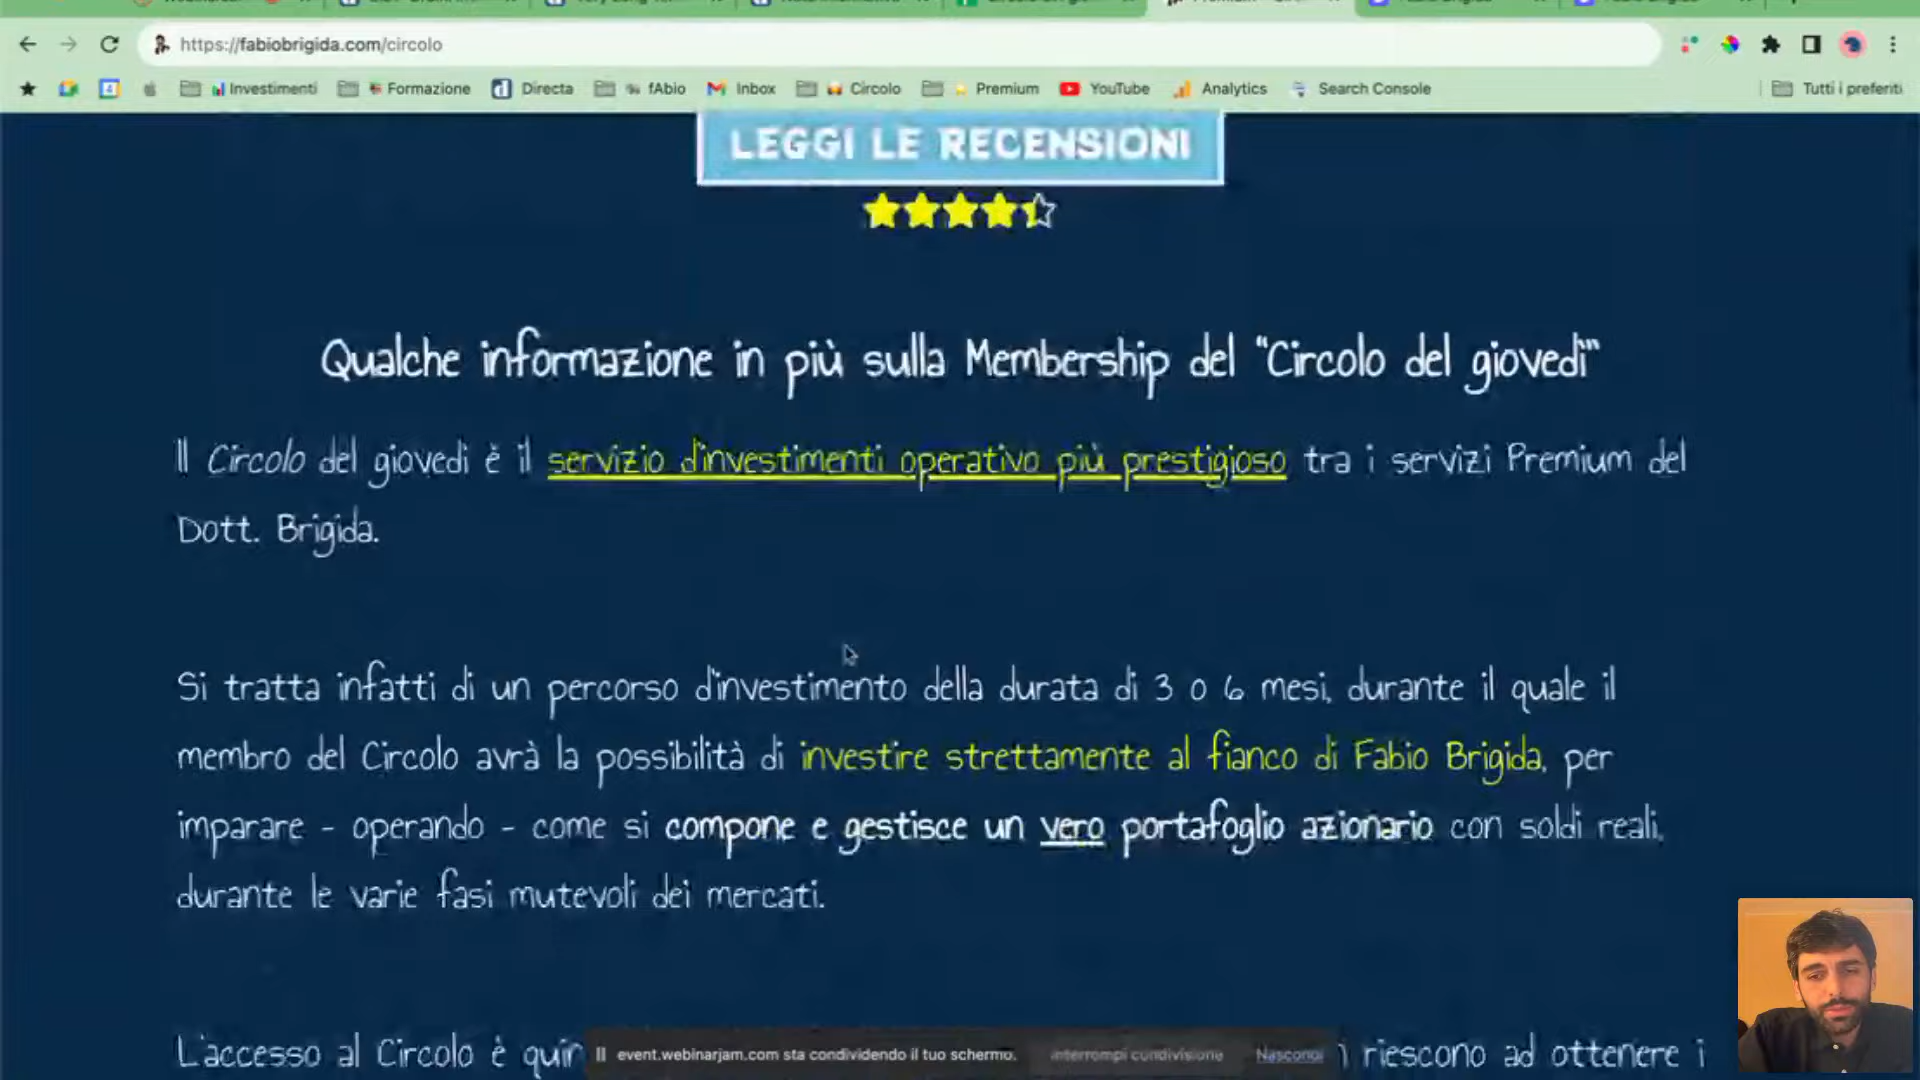 https://fabiobrigida.com/circolo
Investimenti Formazione Directa fAbio Inbox Circolo Premium YouTube Analytics Search Console Tutti i preferiti
LEGGI LE RECENSIONI
Qualche informazione in più sulla Membership del "Circolo del giovedì"
Il Circolo del giovedì è il servizio d'investimenti operativo più prestigioso tra i servizi Premium del
Dott. Brigida.
Si tratta infatti di un percorso d'investimento della durata di 3 o 6 mesi, durante il quale il
membro del Circolo avrà la possibilità di investire strettamente al fianco di Fabio Brigida, per
imparare - operando - come si compone e gestisce un vero portafoglio azionario con soldi reali,
durante le varie fasi mutevoli dei mercati.
L'accesso al Circolo è riescono ad ottenere i
event.webinarjam.com sta condividendo il tuo schermo. Interrompi condivisione Nascondi